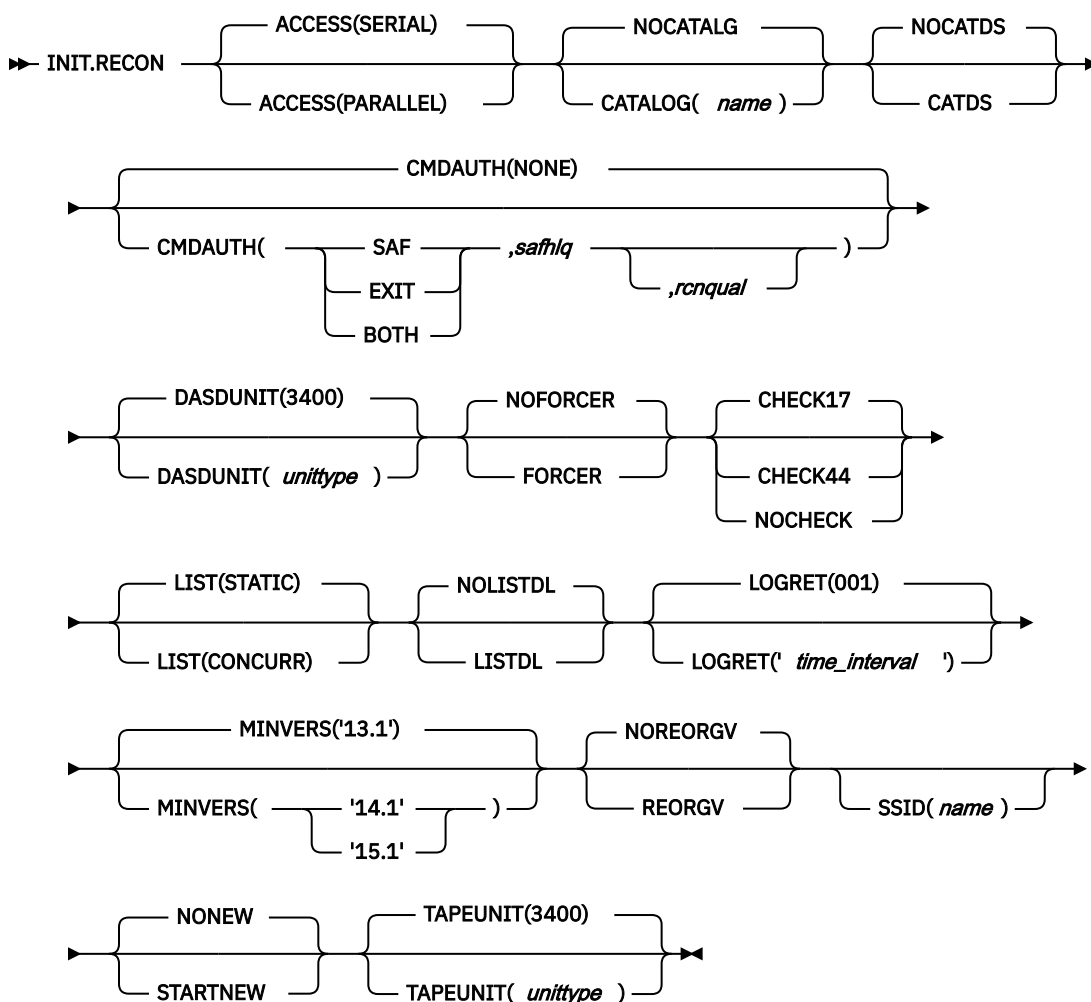 ACCESS(SERIAL) NOCATALG NOCATDS
INIT.RECON
ACCESS(PARALLEL) CATALOG( name ) CATDS
CMDAUTH(NONE)
CMDAUTH( SAF ,safhlq )
EXIT ,rcnqual
BOTH
DASDUNIT(3400) NOFORCER CHECK17
DASDUNIT( unittype ) FORCER CHECK44
NOCHECK
LIST(STATIC) NOLISTDL LOGRET(001)
LIST(CONCURR) LISTDL LOGRET(' time_interval ')
MINVERS('13.1') NOREORGV
MINVERS( '14.1' ) REORGV SSID( name )
'15.1'
NONEW TAPEUNIT(3400)
STARTNEW TAPEUNIT( unittype )